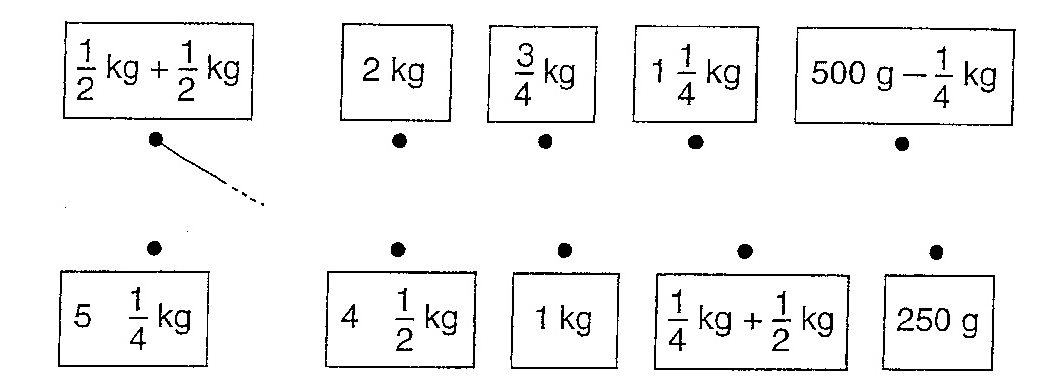 1/2 kg + 1/2 kg
2 kg
3/4 kg
1 1/4 kg
500 g – 1/4 kg
5 1/4 kg
4 1/2 kg
1 kg
1/4 kg + 1/2 kg
250 g